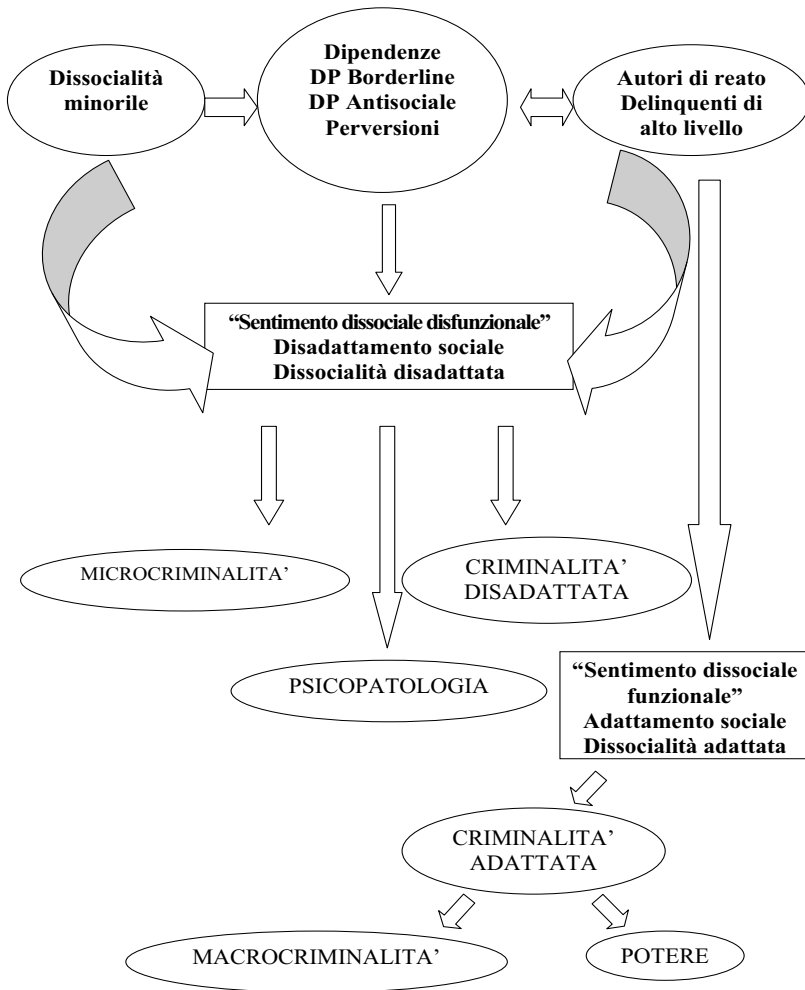 Dissocialità
minorile
Dipendenze
DP Borderline
DP Antisociale
Perversioni
Autori di reato
Delinquenti di
alto livello
“Sentimento dissociale disfunzionale”
Disadattamento sociale
Dissocialità disadattata
MICROCRIMINALITA’
CRIMINALITA’
DISADATTATA
PSICOPATOLOGIA
“Sentimento dissociale
funzionale”
Adattamento sociale
Dissocialità adattata
CRIMINALITA’
ADATTATA
MACROCRIMINALITA’
POTERE